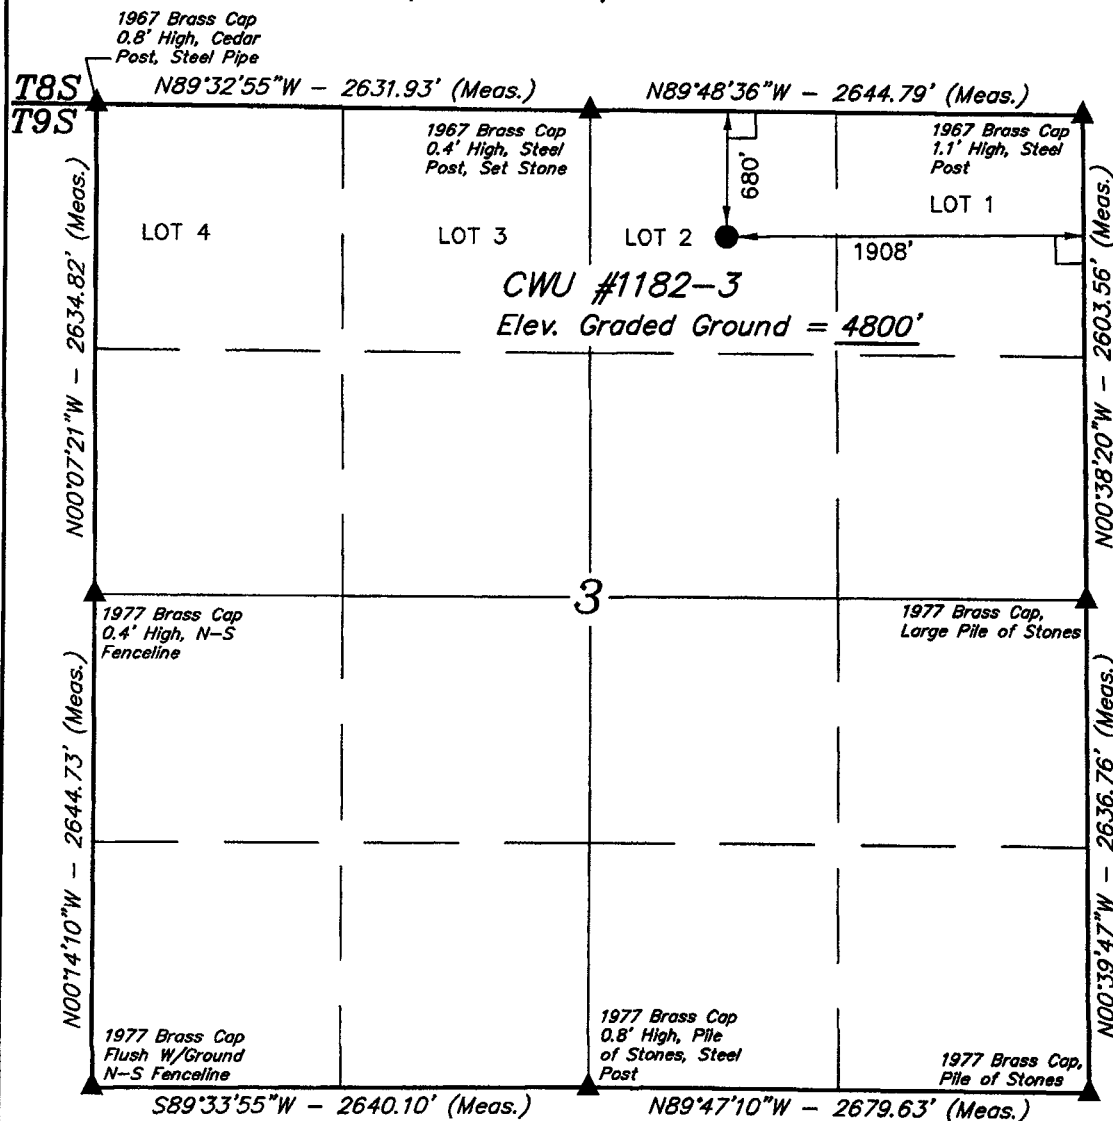 1967 Brass Cap
0.8' High, Cedar
Post, Steel Pipe
T8S
T9S
N89°32'55"W – 2631.93' (Meas.)
N89°48'36"W – 2644.79' (Meas.)
1967 Brass Cap
0.4' High, Steel
Post, Set Stone
1967 Brass Cap
1.1' High, Steel
Post
N00°07'21"W – 2634.82' (Meas.)
LOT 4
LOT 3
LOT 2
680'
LOT 1
1908'
N00°38'20"W – 2603.56' (Meas.)
CWU #1182–3
Elev. Graded Ground = 4800'
3
1977 Brass Cap
0.4' High, N–S
Fenceline
1977 Brass Cap,
Large Pile of Stones
N00°14'10"W – 2644.73' (Meas.)
N00°39'47"W – 2636.76' (Meas.)
1977 Brass Cap
Flush W/Ground
N–S Fenceline
1977 Brass Cap
0.8' High, Pile
of Stones, Steel
Post
1977 Brass Cap,
Pile of Stones
S89°33'55"W – 2640.10' (Meas.)
N89°47'10"W – 2679.63' (Meas.)